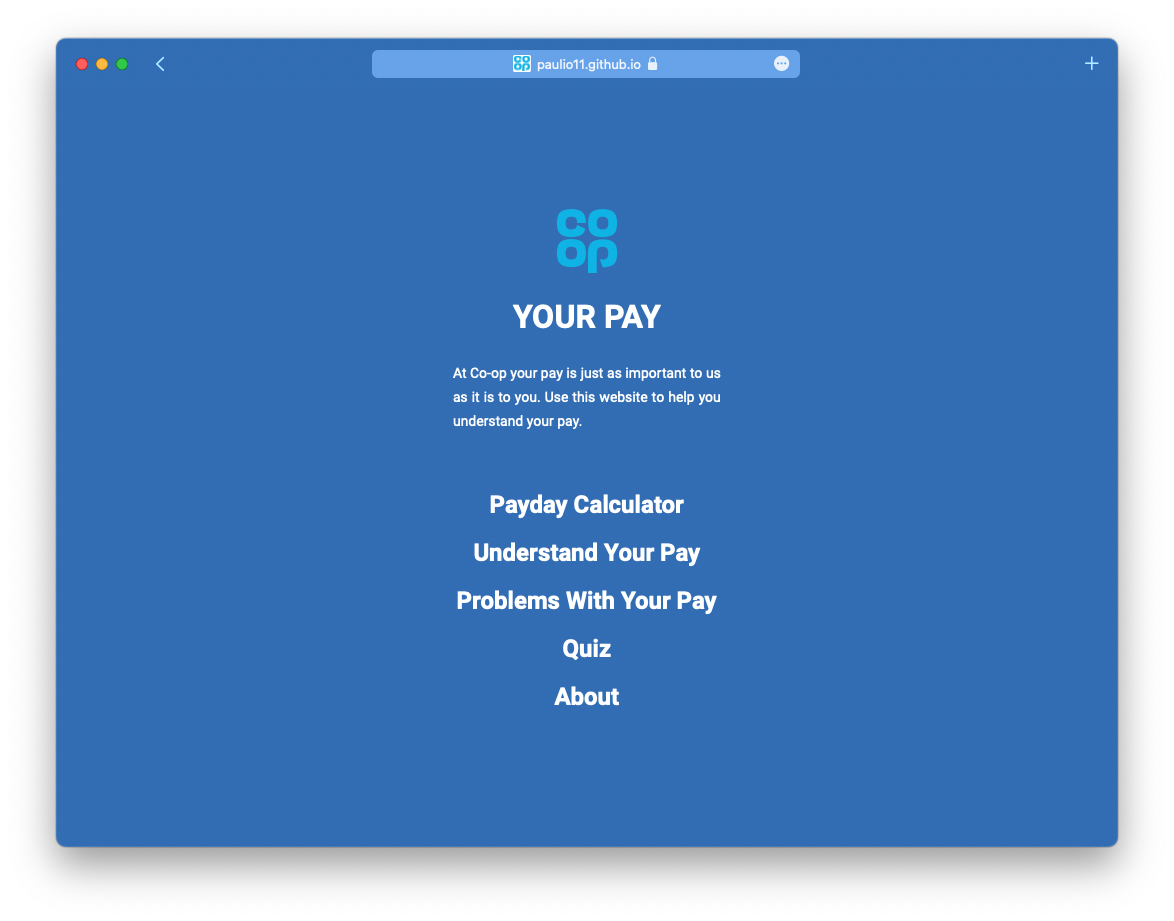 paulio11.github.io
co
op
YOUR PAY
At Co-op your pay is just as important to us
as it is to you. Use this website to help you
understand your pay.
Payday Calculator
Understand Your Pay
Problems With Your Pay
Quiz
About